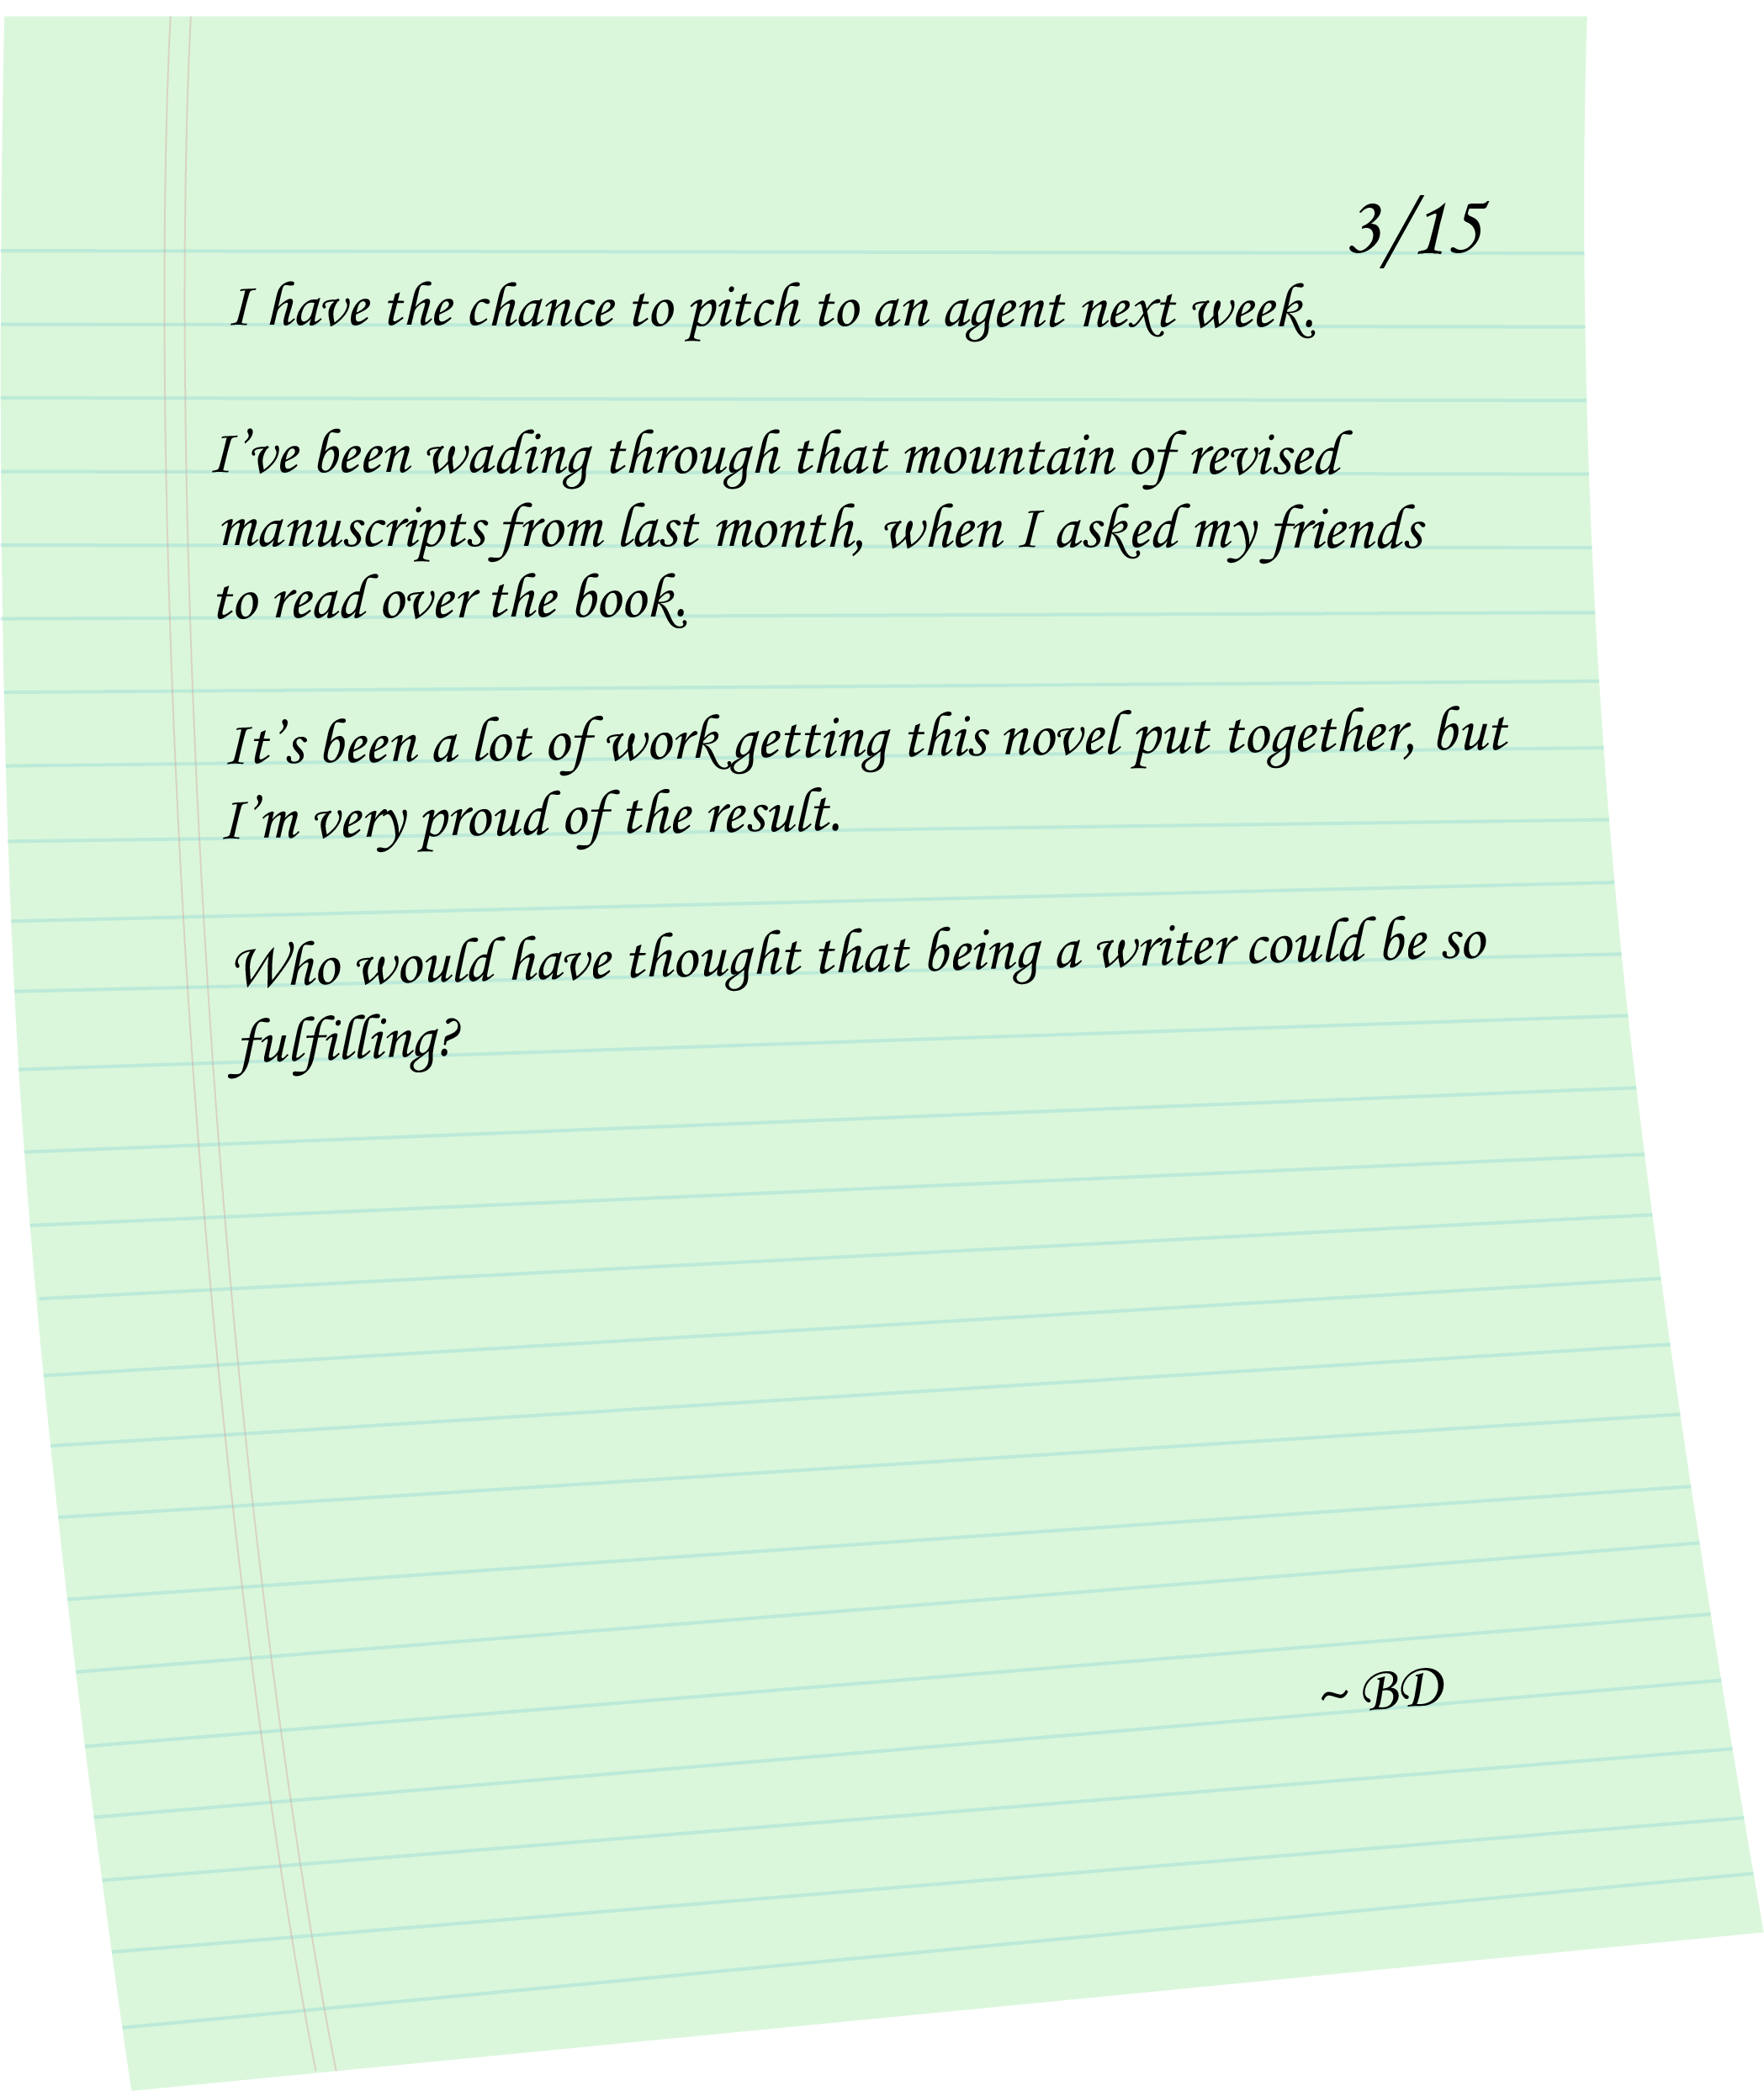 3/15
I have the chance to pitch to an agent next week.
I’ve been wading through that mountain of revised
manuscripts from last month, when I asked my friends
to read over the book.
It’s been a lot of work getting this novel put together, but
I’m very proud of the result.
Who would have thought that being a writer could be so
fulfilling?
~ BD